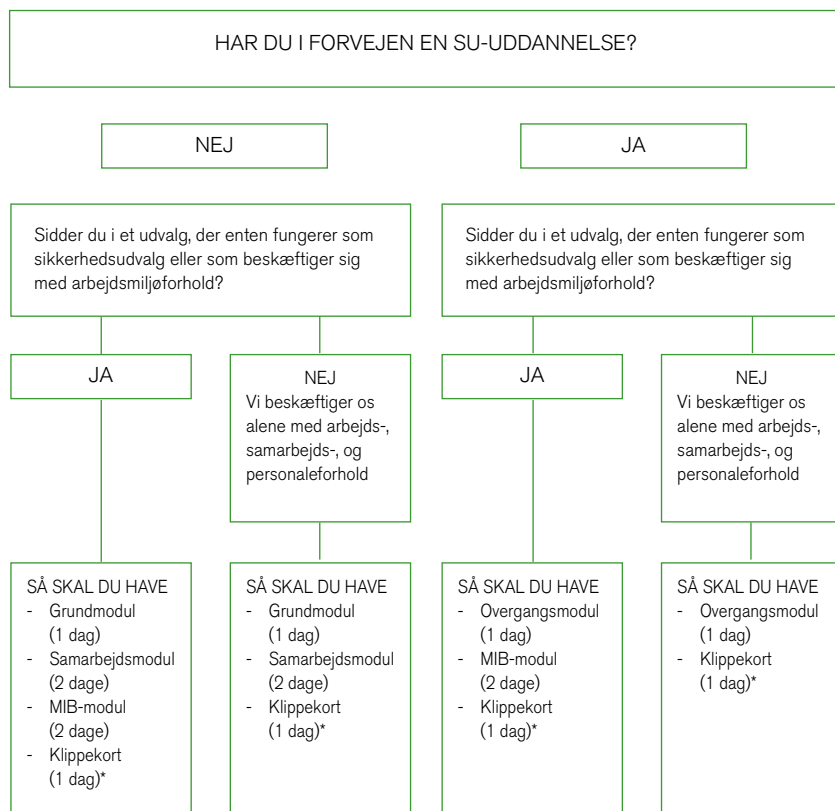 HAR DU I FORVEJEN EN SU-UDDANNELSE?
NEJ
JA
Sidder du i et udvalg, der enten fungerer som
sikkerhedsudvalg eller som beskæftiger sig
med arbejdsmiljøforhold?
Sidder du i et udvalg, der enten fungerer som
sikkerhedsudvalg eller som beskæftiger sig
med arbejdsmiljøforhold?
JA
NEJ
Vi beskæftiger os
alene med arbejds-,
samarbejds-, og
personaleforhold
JA
NEJ
Vi beskæftiger os
alene med arbejds-,
samarbejds-, og
personaleforhold
SÅ SKAL DU HAVE
- Grundmodul
(1 dag)
- Samarbejdsmodul
(2 dage)
- MIB-modul
(2 dage)
- Klippekort
(1 dag)*
SÅ SKAL DU HAVE
- Grundmodul
(1 dag)
- Samarbejdsmodul
(2 dage)
- Klippekort
(1 dag)*
SÅ SKAL DU HAVE
- Overgangsmodul
(1 dag)
- MIB-modul
(2 dage)
- Klippekort
(1 dag)*
SÅ SKAL DU HAVE
- Overgangsmodul
(1 dag)
- Klippekort
(1 dag)*